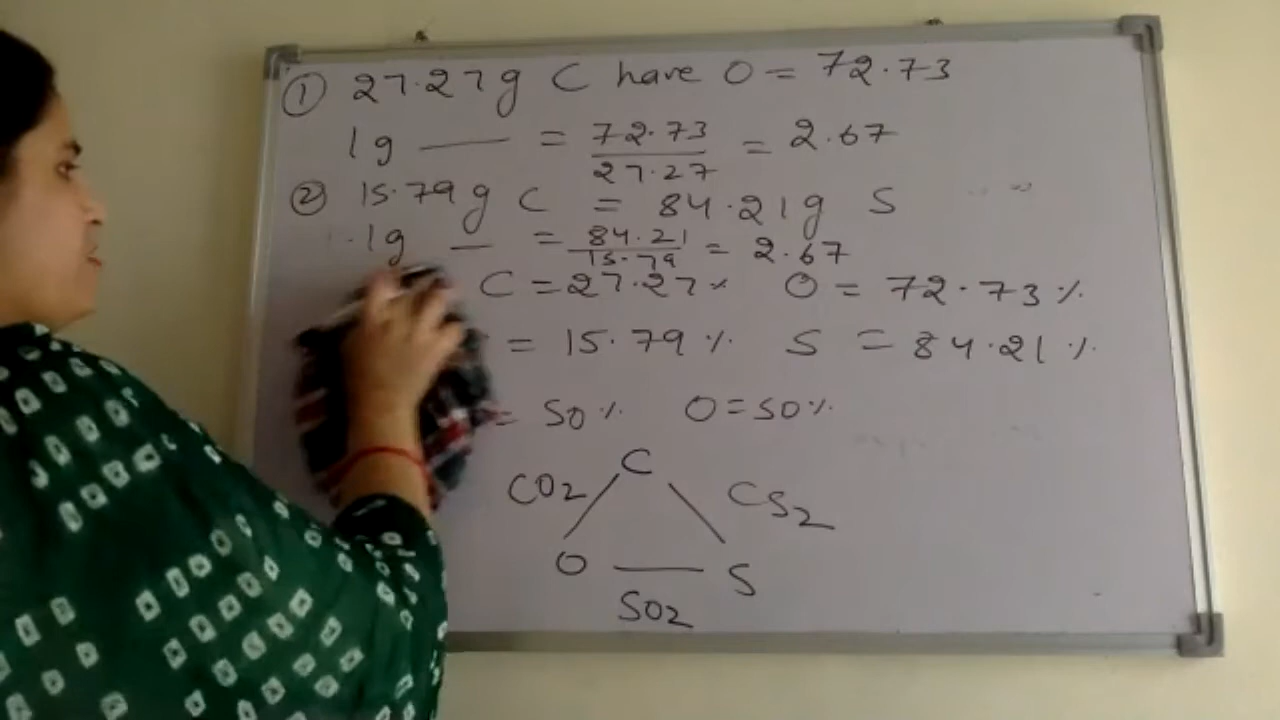 ① 27.27g C have O = 72.73
1g — = 72.73 / 27.27 = 2.67
② 15.79g C = 84.21g S
1g — = 84.21 / 15.79 = 2.67
C = 27.27% O = 72.73%
= 15.79% S = 84.21%
= 50% O = 50%
C
CO2 CS2
O — S
SO2